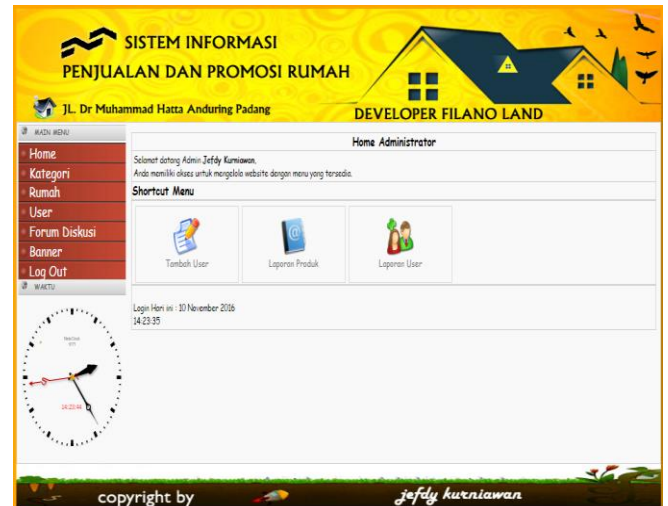 SISTEM INFORMASI
PENJUALAN DAN PROMOSI RUMAH
JL. Dr Muhammad Hatta Anduring Padang
DEVELOPER FILANO LAND
MAIN MENU
Home
Kategori
Rumah
User
Forum Diskusi
Banner
Log Out
WAKTU
14:23:44
Home Administrator
Selamat datang Admin Jefdy Kurniawan,
Anda memiliki akses untuk mengelola website dengan menu yang tersedia.
Shortcut Menu
Tambah User
Laporan Produk
Laporan User
Login Hari ini : 10 November 2016
14:23:35
copyright by
jefdy kurniawan